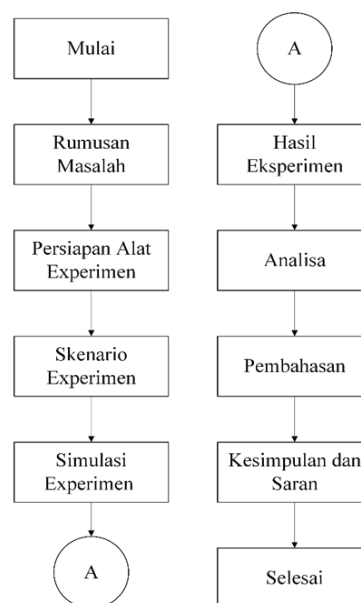 Mulai
Rumusan
Masalah
Persiapan Alat
Experimen
Skenario
Experimen
Simulasi
Experimen
A
A
Hasil
Eksperimen
Analisa
Pembahasan
Kesimpulan dan
Saran
Selesai